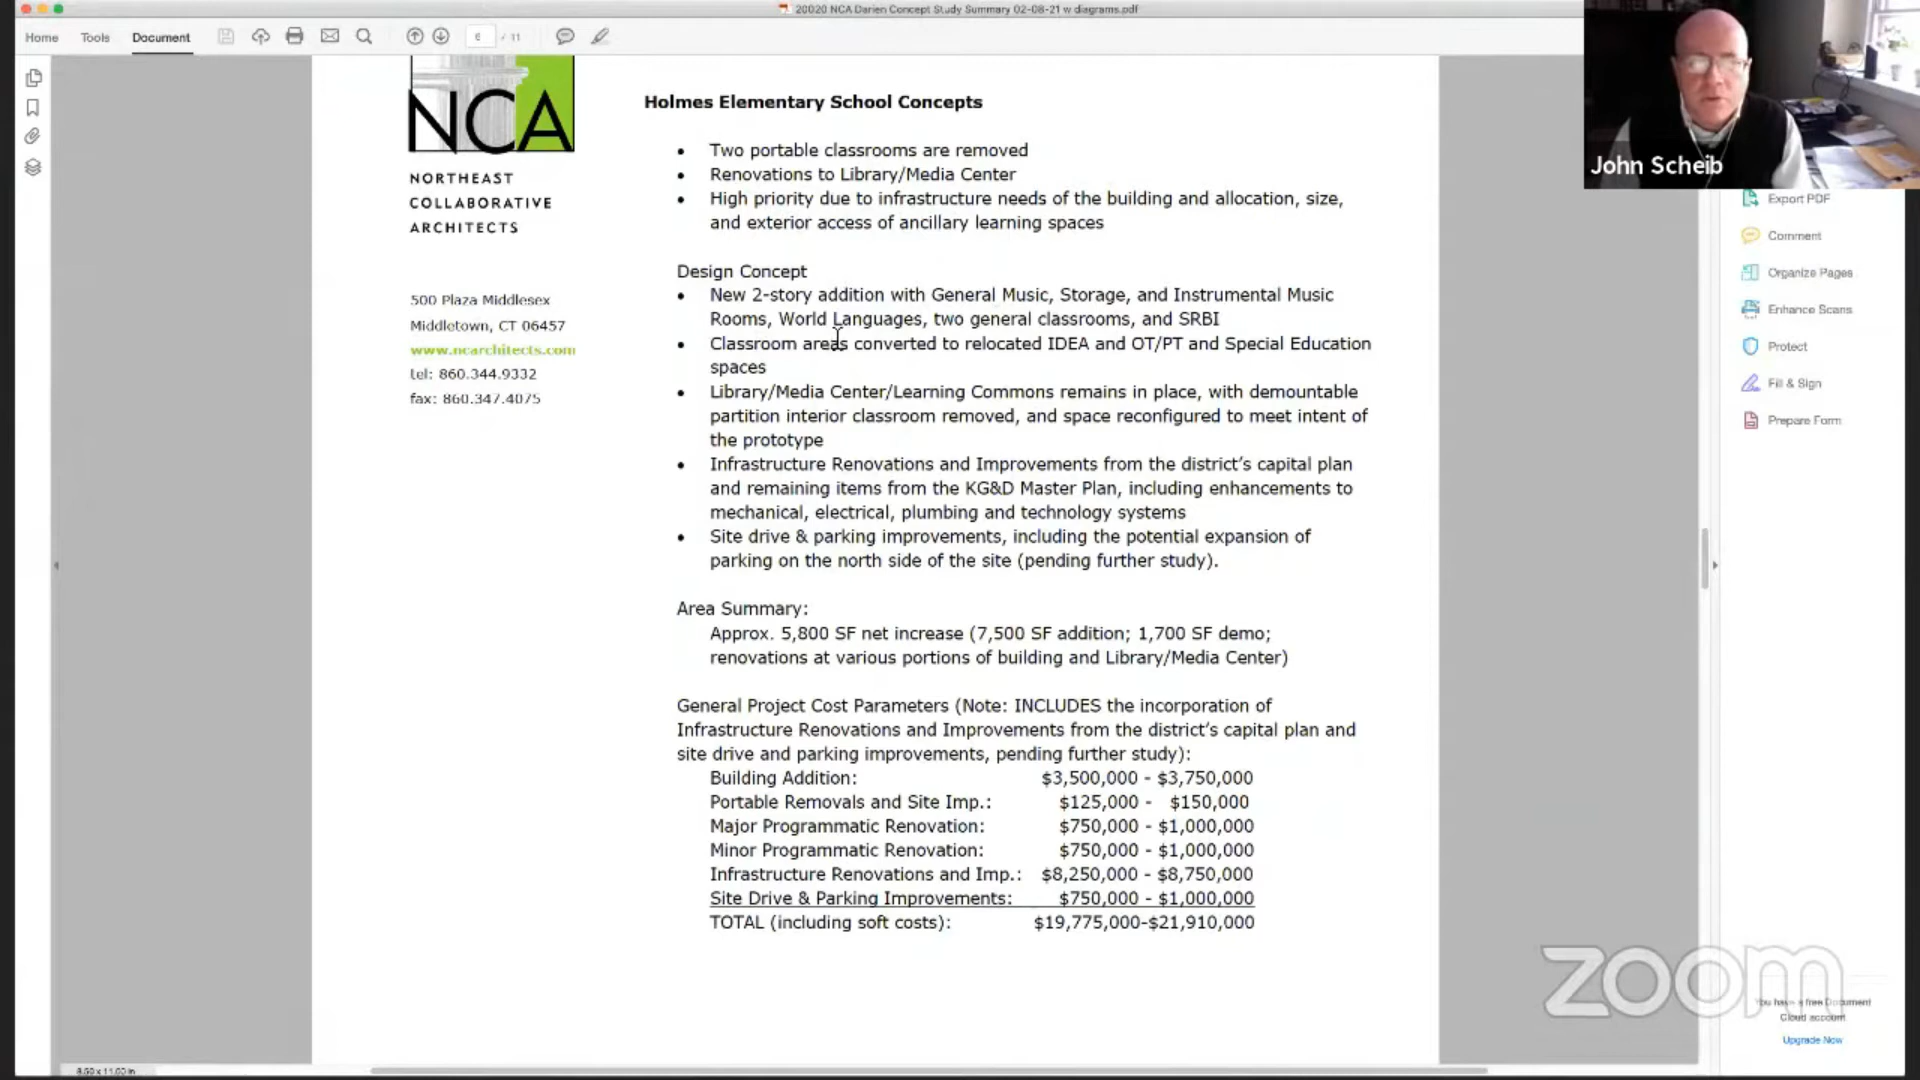 20020 NCA Darien Concept Study Summary 02-08-21 w diagrams.pdf
Home Tools Document
6 / 11
John Scheib
NCA
NORTHEAST
COLLABORATIVE
ARCHITECTS
500 Plaza Middlesex
Middletown, CT 06457
www.ncarchitects.com
tel: 860.344.9332
fax: 860.347.4075
Holmes Elementary School Concepts
• Two portable classrooms are removed
• Renovations to Library/Media Center
• High priority due to infrastructure needs of the building and allocation, size,
and exterior access of ancillary learning spaces
Design Concept
• New 2-story addition with General Music, Storage, and Instrumental Music
Rooms, World Languages, two general classrooms, and SRBI
• Classroom areas converted to relocated IDEA and OT/PT and Special Education
spaces
• Library/Media Center/Learning Commons remains in place, with demountable
partition interior classroom removed, and space reconfigured to meet intent of
the prototype
• Infrastructure Renovations and Improvements from the district's capital plan
and remaining items from the KG&D Master Plan, including enhancements to
mechanical, electrical, plumbing and technology systems
• Site drive & parking improvements, including the potential expansion of
parking on the north side of the site (pending further study).
Area Summary:
Approx. 5,800 SF net increase (7,500 SF addition; 1,700 SF demo;
renovations at various portions of building and Library/Media Center)
General Project Cost Parameters (Note: INCLUDES the incorporation of
Infrastructure Renovations and Improvements from the district's capital plan and
site drive and parking improvements, pending further study):
Building Addition: $3,500,000 - $3,750,000
Portable Removals and Site Imp.: $125,000 - $150,000
Major Programmatic Renovation: $750,000 - $1,000,000
Minor Programmatic Renovation: $750,000 - $1,000,000
Infrastructure Renovations and Imp.: $8,250,000 - $8,750,000
Site Drive & Parking Improvements: $750,000 - $1,000,000
TOTAL (including soft costs): $19,775,000-$21,910,000
Export PDF
Comment
Organize Pages
Enhance Scans
Protect
Fill & Sign
Prepare Form
zoom
You have a free Document
Cloud account
Upgrade Now
8.50 x 11.00 in